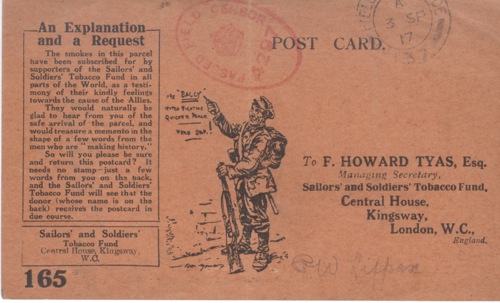 An Explanation
and a Request
The smokes in this parcel
have been subscribed for by
supporters of the Sailors' and
Soldiers' Tobacco Fund in all
parts of the World, as a testi-
mony of their kindly feelings
towards the cause of the Allies.
They would naturally be
glad to hear from you of the
safe arrival of the parcel, and
would treasure a memento in the
shape of a few words from the
men who are "making history."
So will you please be sure
and return this postcard? It
needs no stamp—just a few
words from you on the back,
and the Sailors' and Soldiers'
Tobacco Fund will see that the
donor (whose name is on the
back) receives the postcard in
due course.
Sailors' and Soldiers'
Tobacco Fund
Central House, Kingsway,
W.C.
165
FIELD CENSOR
PASSED
POST CARD.
A
3 SP
17
To F. HOWARD TYAS, Esq.
Managing Secretary,
Sailors' and Soldiers' Tobacco Fund,
Central House,
Kingsway,
London, W.C.,
England.